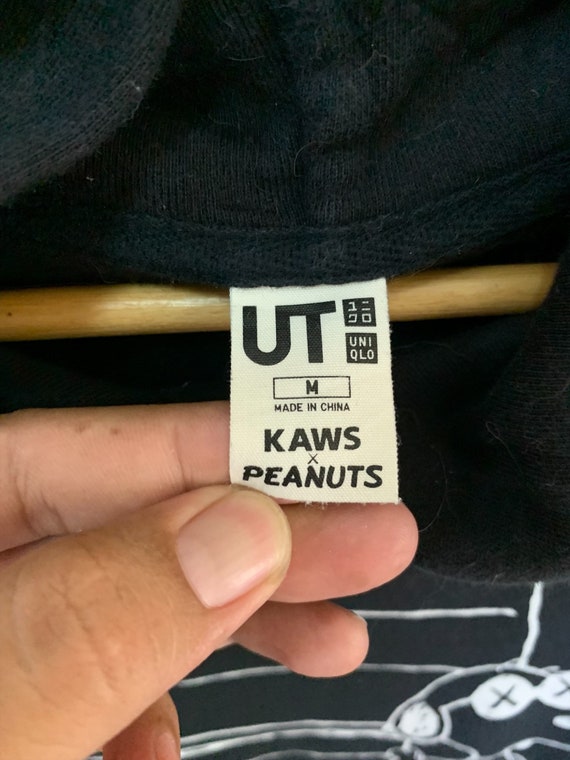 UT
ユニ
クロ
UNI
QLO
M
MADE IN CHINA
KAWS
×
PEANUTS